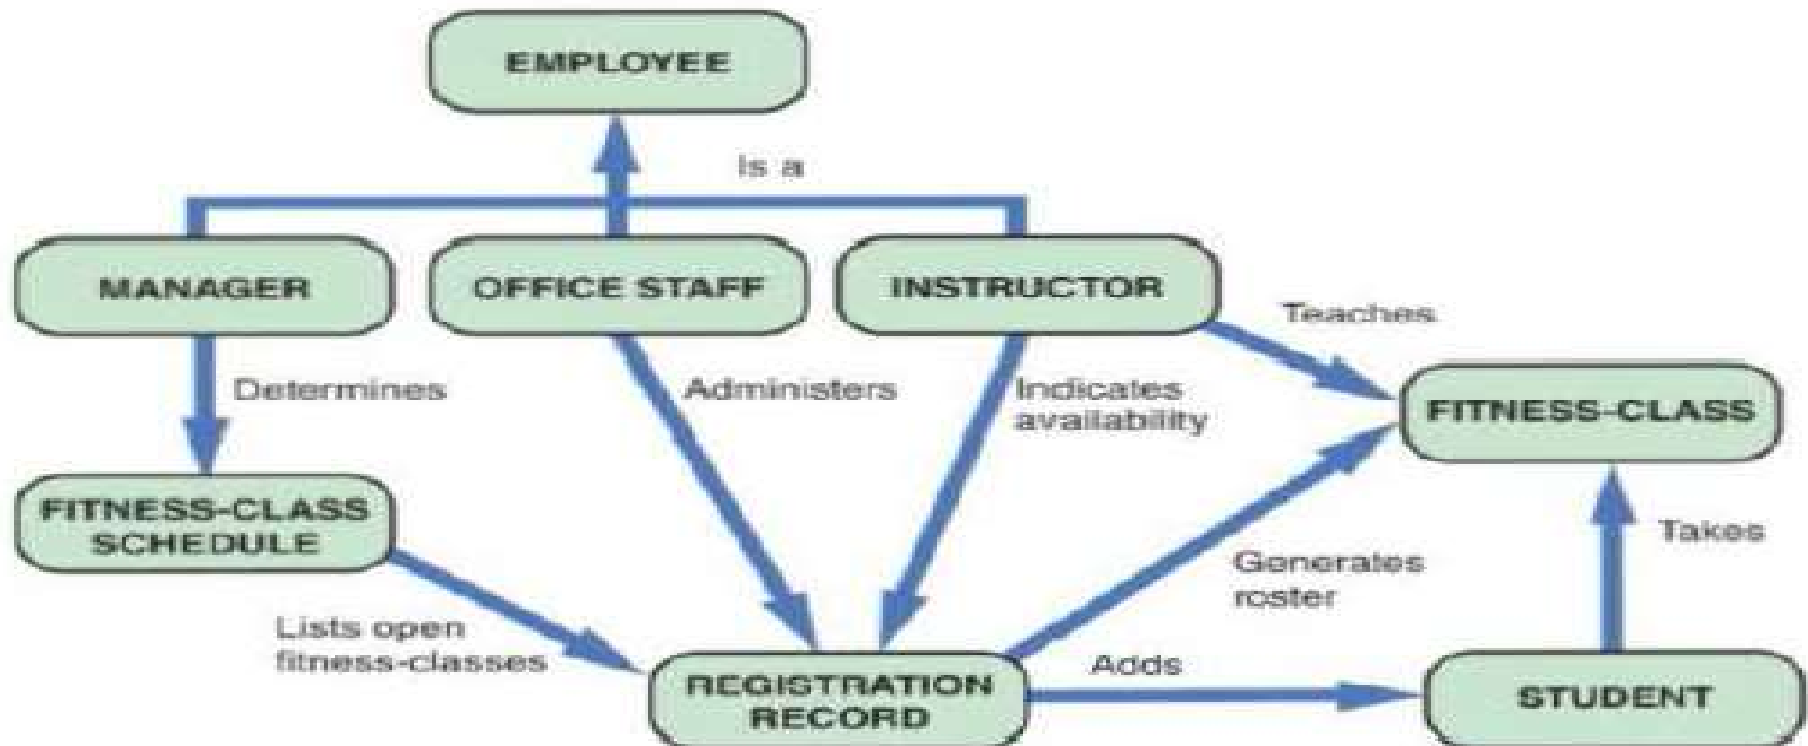 EMPLOYEE
Is a
MANAGER
OFFICE STAFF
INSTRUCTOR
Teaches
Determines
Administers
Indicates
availability
FITNESS-CLASS
FITNESS-CLASS
SCHEDULE
Takes
Generates
roster
Lists open
fitness-classes
Adds
REGISTRATION
RECORD
STUDENT